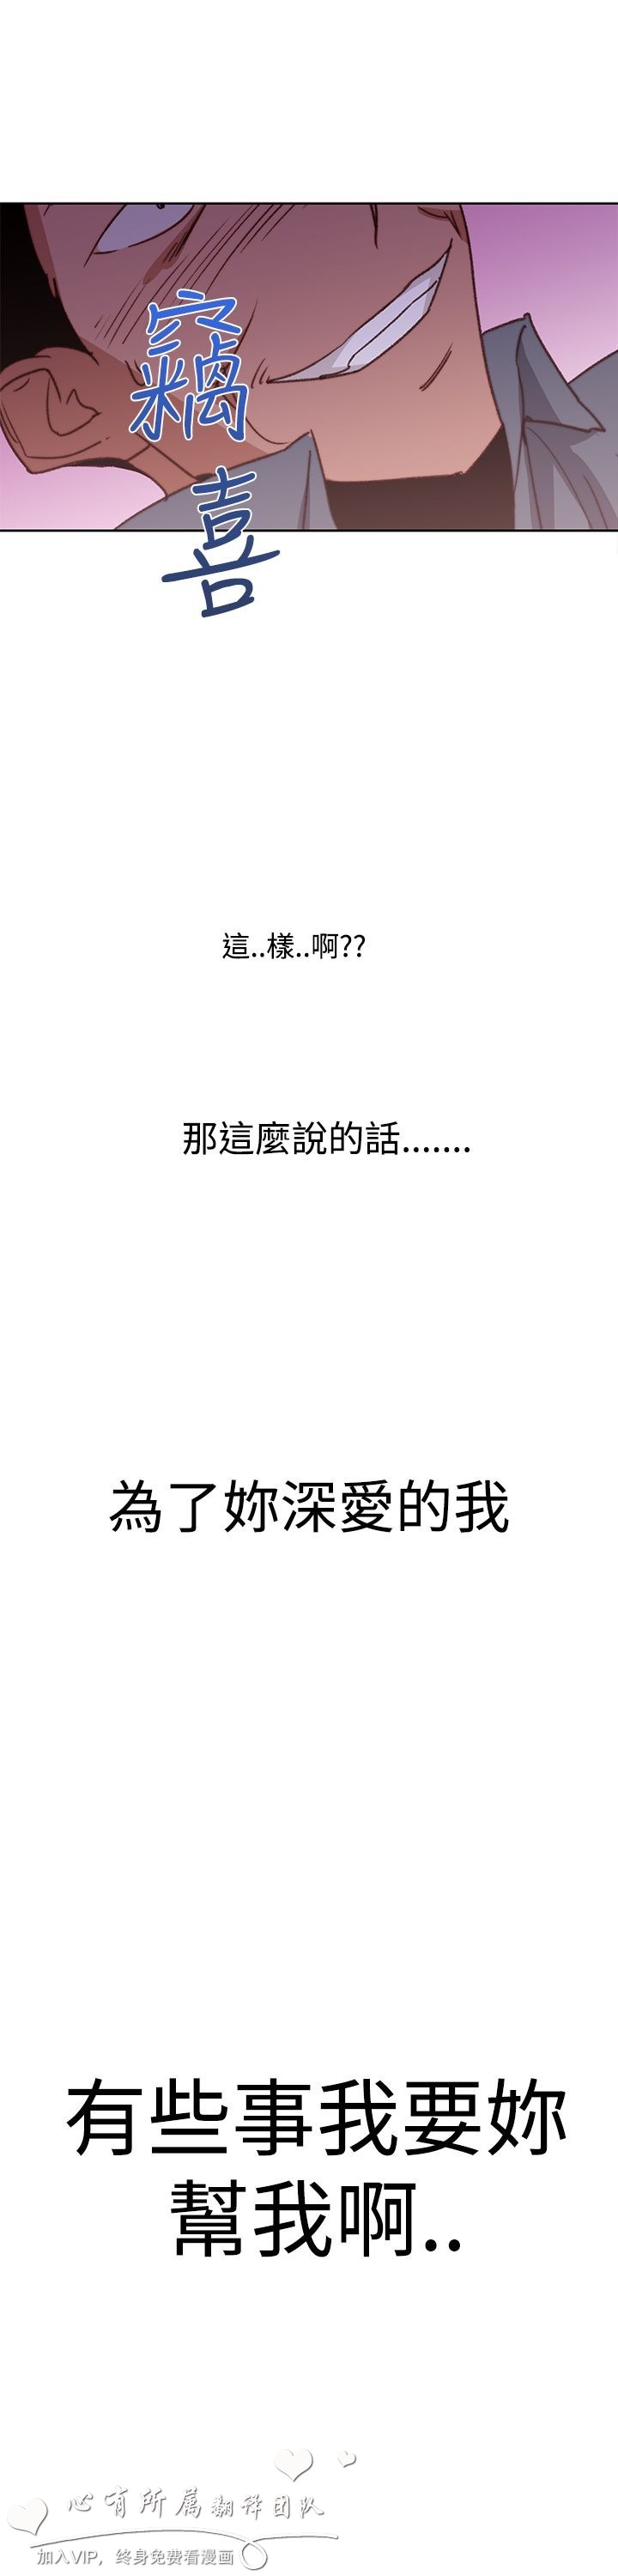 竊
喜
這..樣..啊??
那這麼說的話.......
為了妳深愛的我
有些事我要妳
幫我啊..
心有所属翻译团队
加入VIP，终身免费看漫画